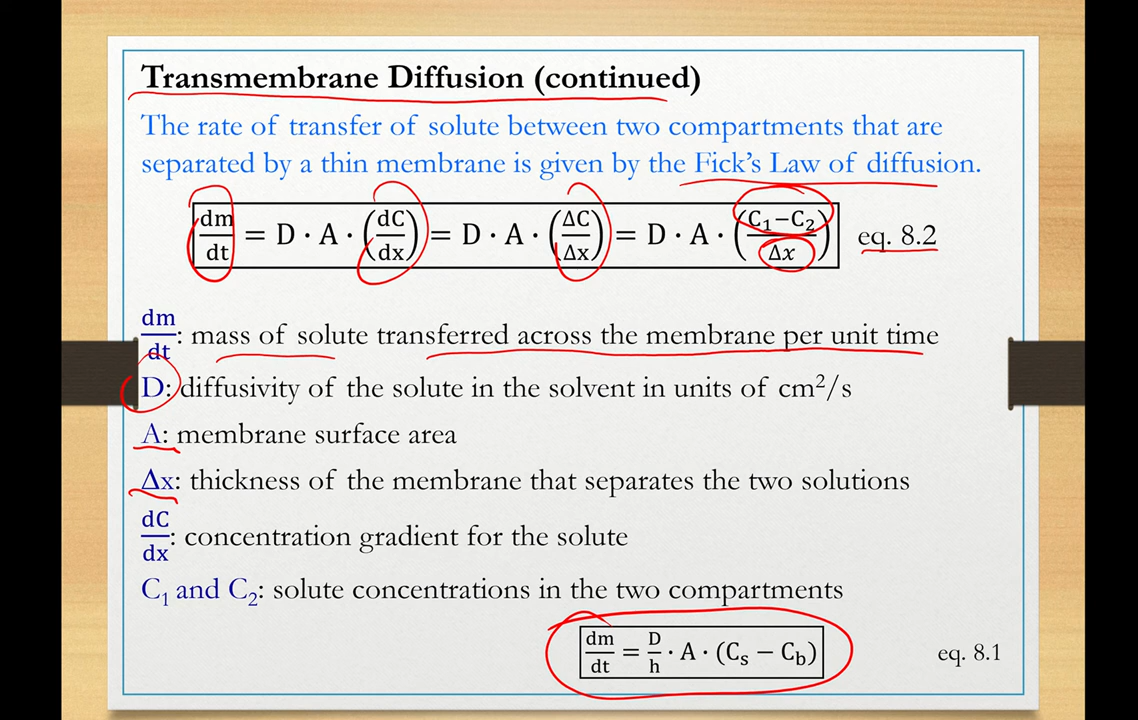 Transmembrane Diffusion (continued)
The rate of transfer of solute between two compartments that are
separated by a thin membrane is given by the Fick's Law of diffusion.
dm/dt = D · A · (dC/dx) = D · A · (ΔC/Δx) = D · A · (C₁−C₂/Δx) eq. 8.2
dm/dt: mass of solute transferred across the membrane per unit time
D: diffusivity of the solute in the solvent in units of cm²/s
A: membrane surface area
Δx: thickness of the membrane that separates the two solutions
dC/dx: concentration gradient for the solute
C₁ and C₂: solute concentrations in the two compartments
dm/dt = D/h · A · (Cs − Cb) eq. 8.1